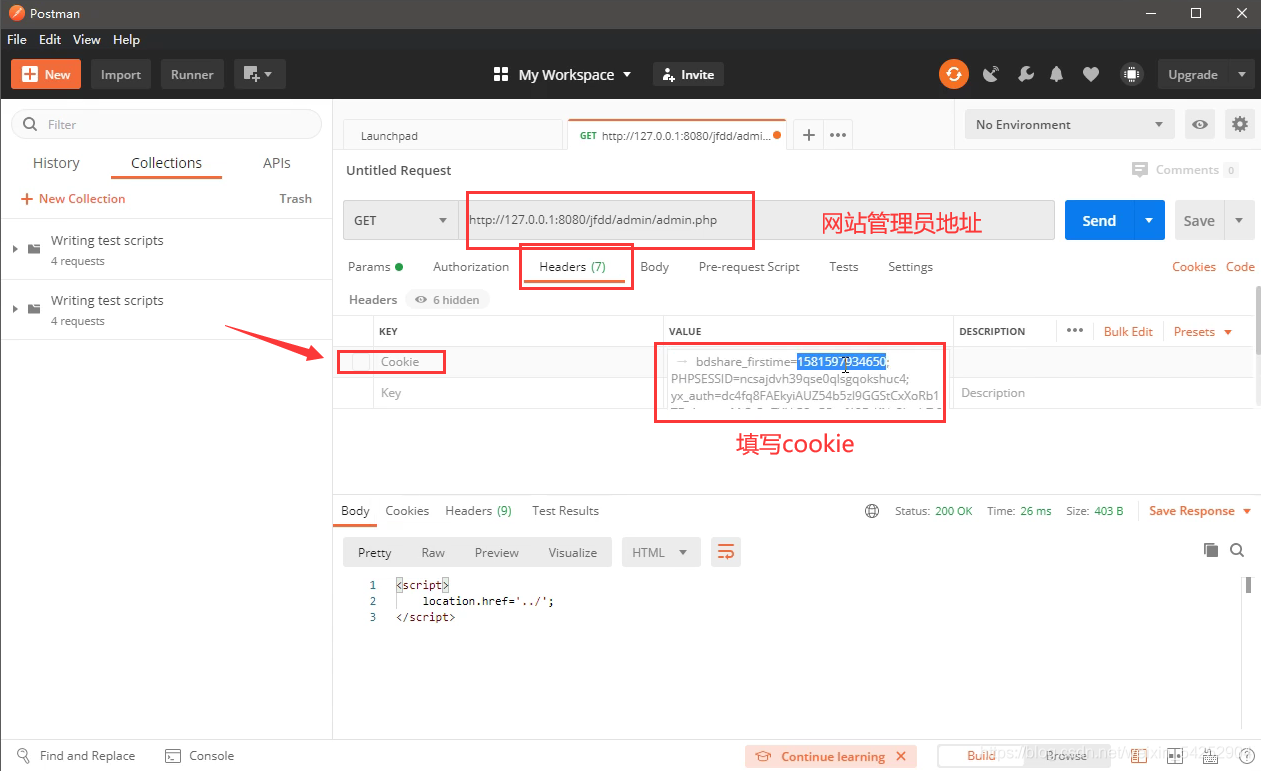 Postman
File Edit View Help
New Import Runner My Workspace Invite Upgrade
Filter
History Collections APIs
New Collection Trash
Writing test scripts
4 requests
Writing test scripts
4 requests
Launchpad GET http://127.0.0.1:8080/jfdd/admi... No Environment
Untitled Request Comments 0
GET http://127.0.0.1:8080/jfdd/admin/admin.php 网站管理员地址 Send Save
Params Authorization Headers (7) Body Pre-request Script Tests Settings Cookies Code
Headers 6 hidden
KEY VALUE DESCRIPTION Bulk Edit Presets
Cookie bdshare_firstime=1581597934650;
PHPSESSID=ncsajdvh39qse0qlsgqokshuc4;
yx_auth=dc4fq8FAEkyiAUZ54b5zl9GGStCxXoRb1
Key Description
填写cookie
Body Cookies Headers (9) Test Results Status: 200 OK Time: 26 ms Size: 403 B Save Response
Pretty Raw Preview Visualize HTML
1 <script>
2 location.href='../';
3 </script>
Find and Replace Console Continue learning Build Browse